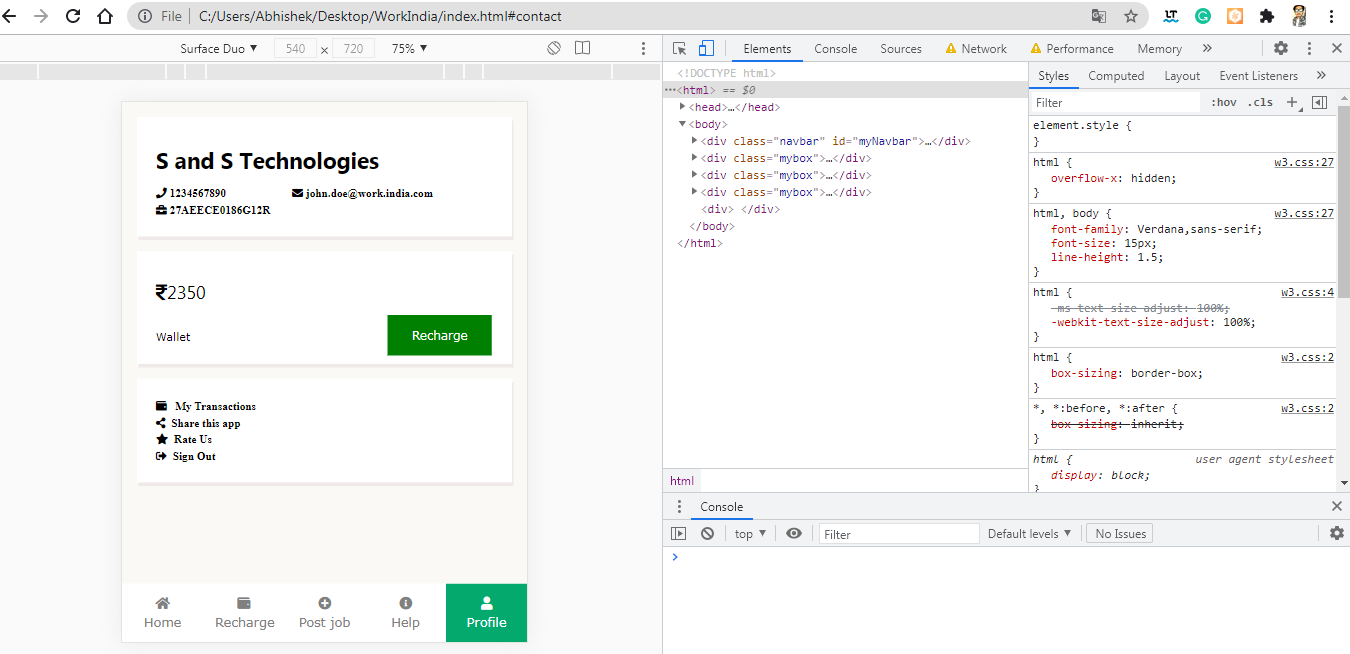 File | C:/Users/Abhishek/Desktop/WorkIndia/index.html#contact
Surface Duo ▼ 540 x 720 75% ▼
S and S Technologies
1234567890 john.doe@work.india.com
27AEECE0186G12R
₹2350
Wallet Recharge
My Transactions
Share this app
Rate Us
Sign Out
Home Recharge Post job Help Profile
Elements Console Sources Network Performance Memory »
<!DOCTYPE html>
···<html> == $0
▶<head>…</head>
▼<body>
▶<div class="navbar" id="myNavbar">…</div>
▶<div class="mybox">…</div>
▶<div class="mybox">…</div>
▶<div class="mybox">…</div>
<div> </div>
</body>
</html>
html
Styles Computed Layout Event Listeners »
Filter :hov .cls +
element.style {
}
html { w3.css:27
overflow-x: hidden;
}
html, body { w3.css:27
font-family: Verdana,sans-serif;
font-size: 15px;
line-height: 1.5;
}
html { w3.css:4
-ms-text-size-adjust: 100%;
-webkit-text-size-adjust: 100%;
}
html { w3.css:2
box-sizing: border-box;
}
*, *:before, *:after { w3.css:2
box-sizing: inherit;
}
html { user agent stylesheet
display: block;
}
Console
top ▼ Filter Default levels ▼ No Issues
>